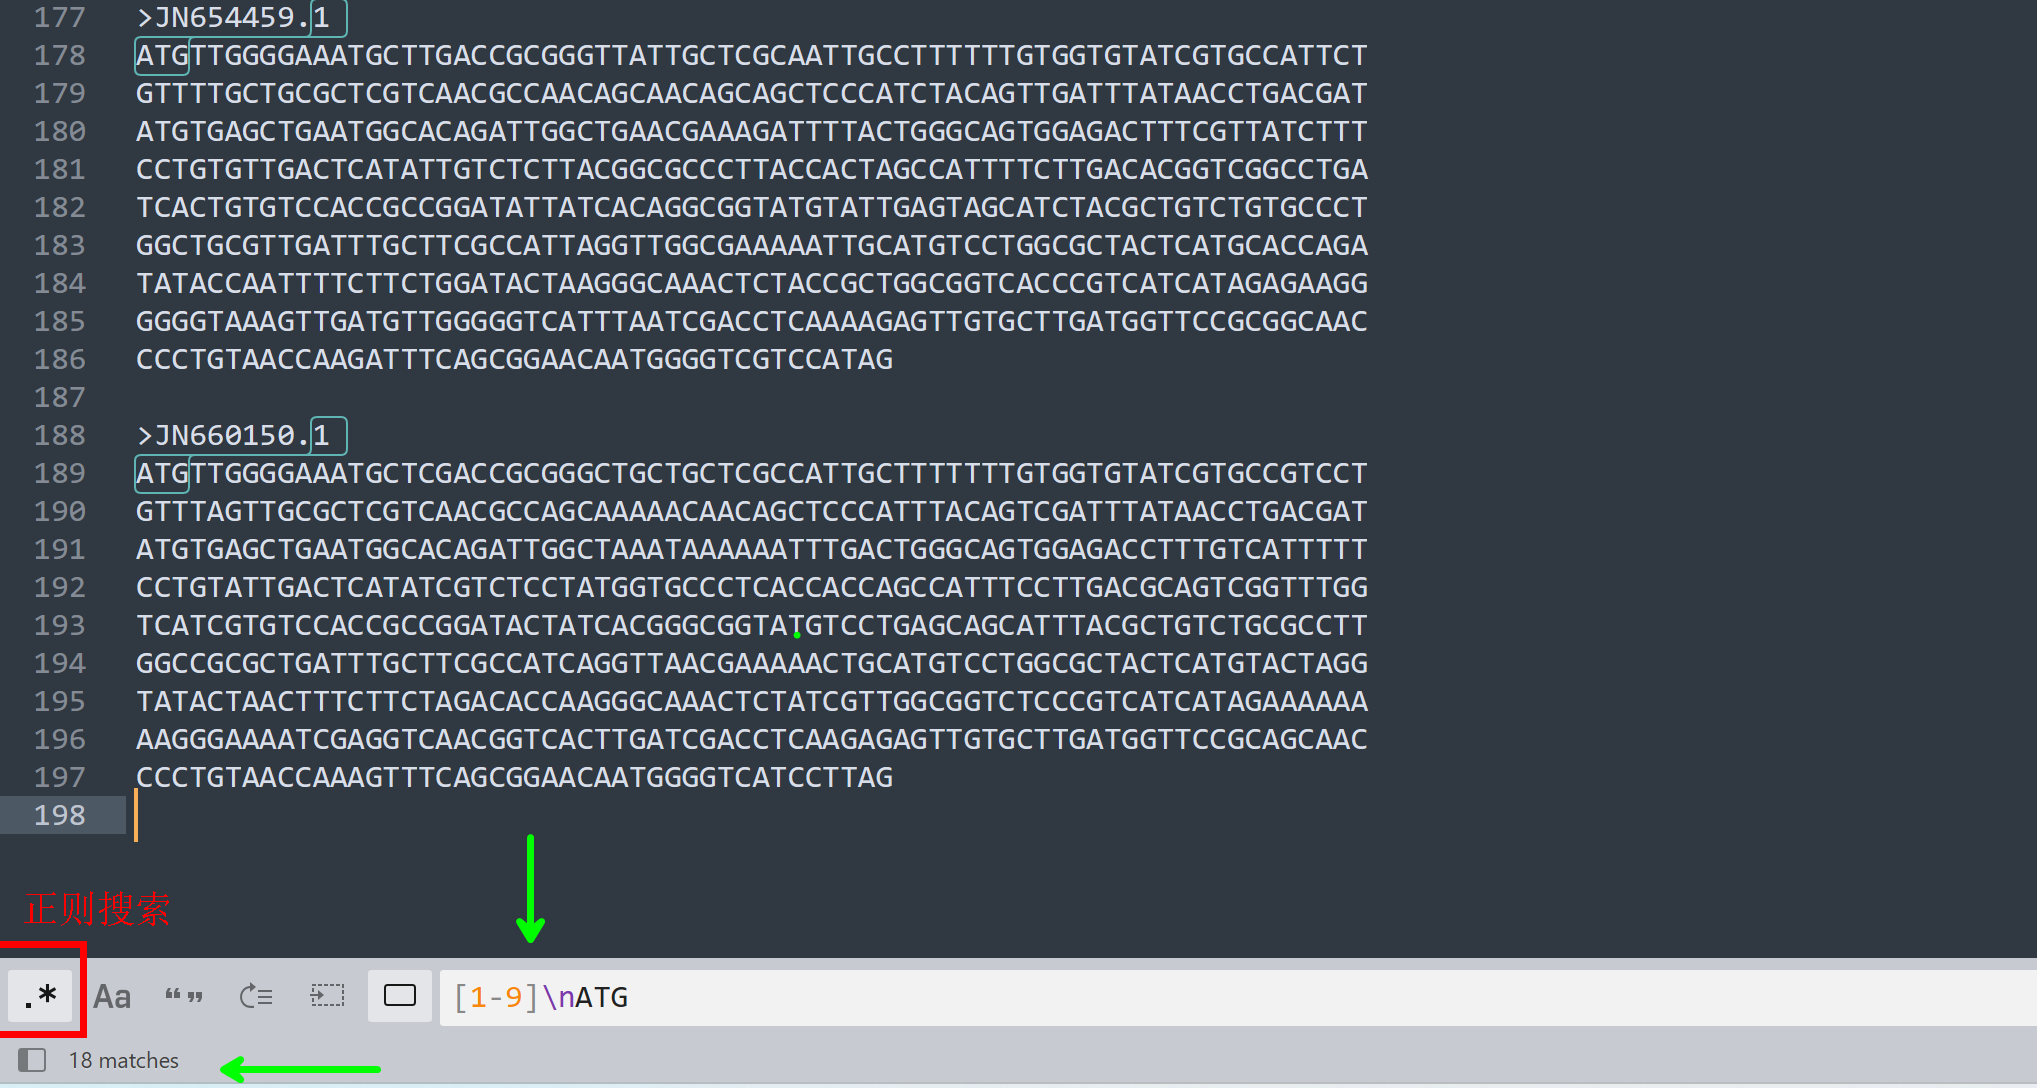 177 >JN654459.1
178 ATGTTGGGGAAATGCTTGACCGCGGGTTATTGCTCGCAATTGCCTTTTTTGTGGTGTATCGTGCCATTCT
179 GTTTTGCTGCGCTCGTCAACGCCAACAGCAACAGCAGCTCCCATCTACAGTTGATTTATAACCTGACGAT
180 ATGTGAGCTGAATGGCACAGATTGGCTGAACGAAAGATTTTACTGGGCAGTGGAGACTTTCGTTATCTTT
181 CCTGTGTTGACTCATATTGTCTCTTACGGCGCCCTTACCACTAGCCATTTTCTTGACACGGTCGGCCTGA
182 TCACTGTGTCCACCGCCGGATATTATCACAGGCGGTATGTATTGAGTAGCATCTACGCTGTCTGTGCCCT
183 GGCTGCGTTGATTTGCTTCGCCATTAGGTTGGCGAAAAATTGCATGTCCTGGCGCTACTCATGCACCAGA
184 TATACCAATTTTCTTCTGGATACTAAGGGCAAACTCTACCGCTGGCGGTCACCCGTCATCATAGAGAAGG
185 GGGGTAAAGTTGATGTTGGGGGTCATTTAATCGACCTCAAAAGAGTTGTGCTTGATGGTTCCGCGGCAAC
186 CCCTGTAACCAAGATTTCAGCGGAACAATGGGGTCGTCCATAG
187
188 >JN660150.1
189 ATGTTGGGGAAATGCTCGACCGCGGGCTGCTGCTCGCCATTGCTTTTTTTGTGGTGTATCGTGCCGTCCT
190 GTTTAGTTGCGCTCGTCAACGCCAGCAAAAACAACAGCTCCCATTTACAGTCGATTTATAACCTGACGAT
191 ATGTGAGCTGAATGGCACAGATTGGCTAAATAAAAAATTTGACTGGGCAGTGGAGACCTTTGTCATTTTT
192 CCTGTATTGACTCATATCGTCTCCTATGGTGCCCTCACCACCAGCCATTTCCTTGACGCAGTCGGTTTGG
193 TCATCGTGTCCACCGCCGGATACTATCACGGGCGGTATGTCCTGAGCAGCATTTACGCTGTCTGCGCCTT
194 GGCCGCGCTGATTTGCTTCGCCATCAGGTTAACGAAAAACTGCATGTCCTGGCGCTACTCATGTACTAGG
195 TATACTAACTTTCTTCTAGACACCAAGGGCAAACTCTATCGTTGGCGGTCTCCCGTCATCATAGAAAAAA
196 AAGGGAAAATCGAGGTCAACGGTCACTTGATCGACCTCAAGAGAGTTGTGCTTGATGGTTCCGCAGCAAC
197 CCCTGTAACCAAAGTTTCAGCGGAACAATGGGGTCATCCTTAG
198
正则搜索
.* Aa “” [1-9]\nATG
18 matches